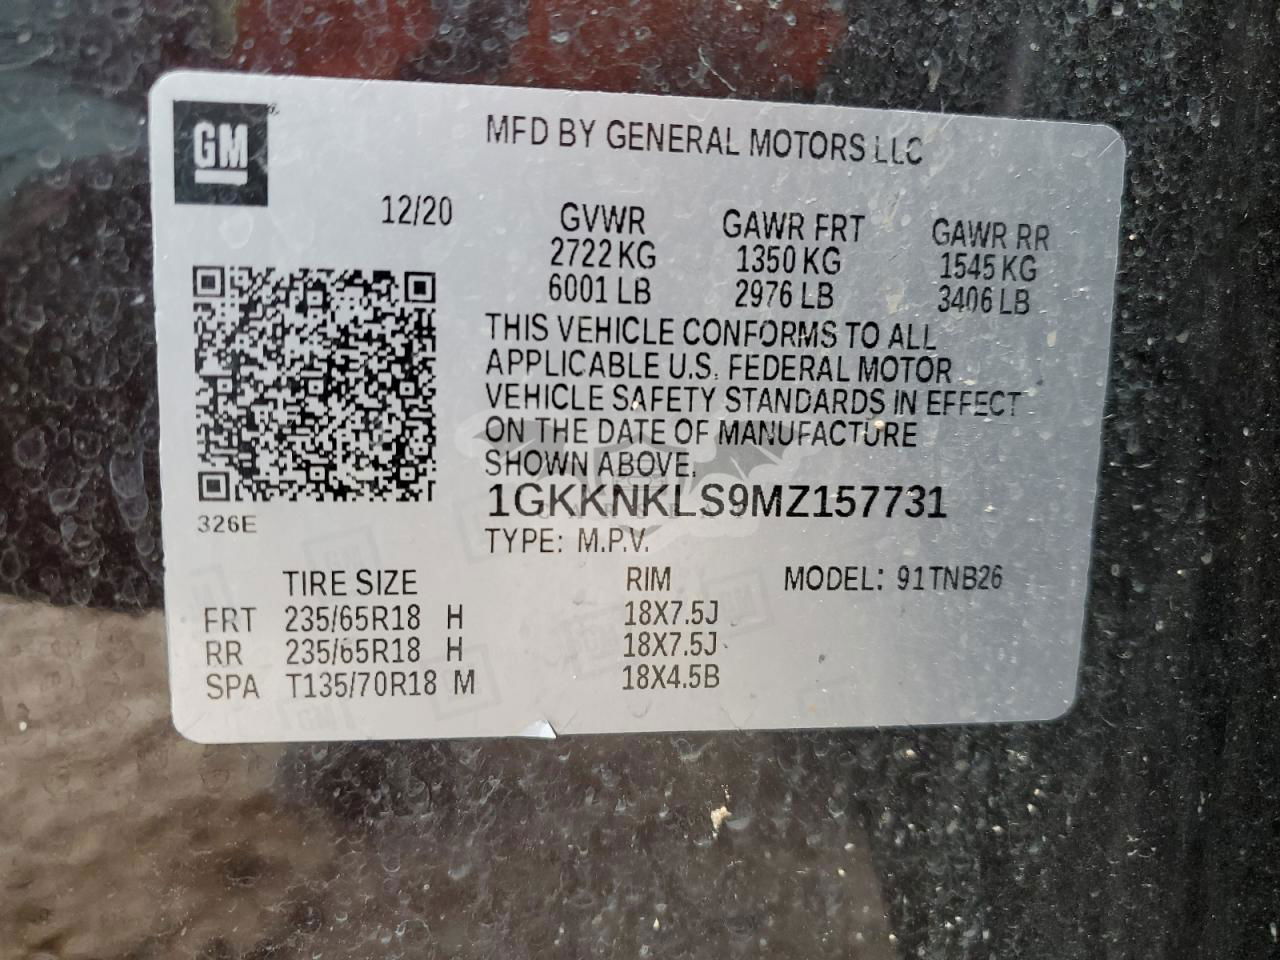 GM
MFD BY GENERAL MOTORS LLC
12/20
GVWR GAWR FRT GAWR RR
2722 KG 1350 KG 1545 KG
6001 LB 2976 LB 3406 LB
THIS VEHICLE CONFORMS TO ALL
APPLICABLE U.S. FEDERAL MOTOR
VEHICLE SAFETY STANDARDS IN EFFECT
ON THE DATE OF MANUFACTURE
SHOWN ABOVE.
1GKKNKLS9MZ157731
326E
TYPE: M.P.V.
TIRE SIZE RIM MODEL: 91TNB26
FRT 235/65R18 H 18X7.5J
RR 235/65R18 H 18X7.5J
SPA T135/70R18 M 18X4.5B